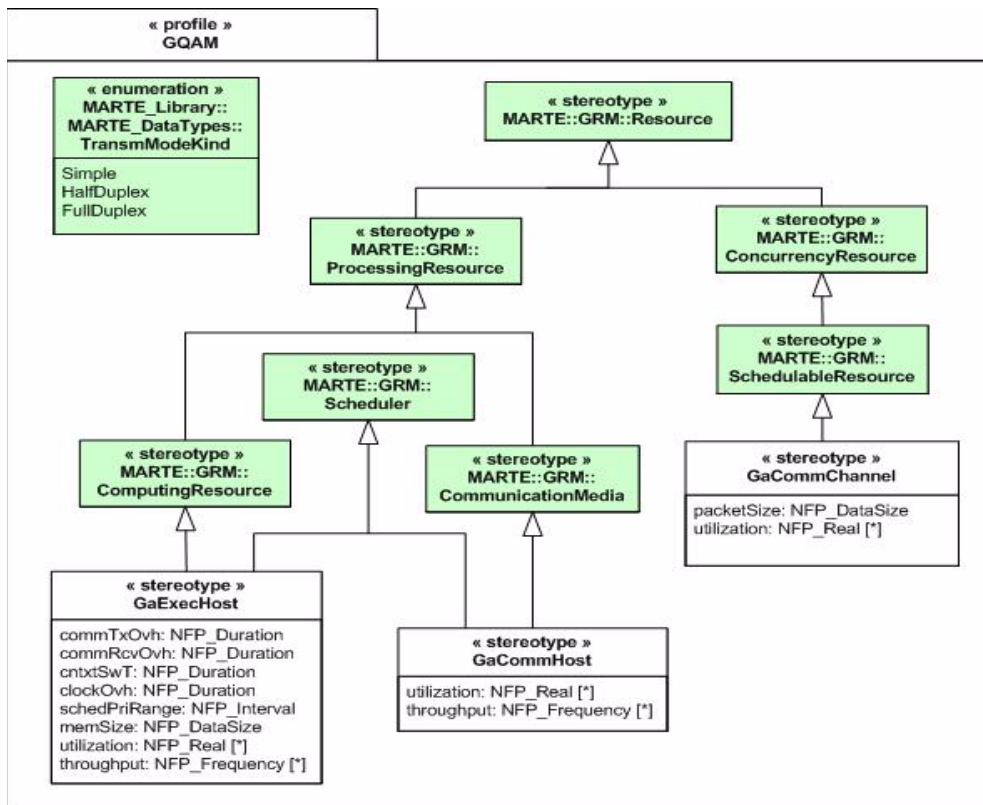 « profile »
GQAM
« enumeration »
MARTE_Library::
MARTE_DataTypes::
TransmModeKind
Simple
HalfDuplex
FullDuplex
« stereotype »
MARTE::GRM::Resource
« stereotype »
MARTE::GRM::
ProcessingResource
« stereotype »
MARTE::GRM::
ConcurrencyResource
« stereotype »
MARTE::GRM::
Scheduler
« stereotype »
MARTE::GRM::
SchedulableResource
« stereotype »
MARTE::GRM::
ComputingResource
« stereotype »
MARTE::GRM::
CommunicationMedia
« stereotype »
GaCommChannel
packetSize: NFP_DataSize
utilization: NFP_Real [*]
« stereotype »
GaExecHost
commTxOvh: NFP_Duration
commRcvOvh: NFP_Duration
cntxtSwT: NFP_Duration
clockOvh: NFP_Duration
schedPriRange: NFP_Interval
memSize: NFP_DataSize
utilization: NFP_Real [*]
throughput: NFP_Frequency [*]
« stereotype »
GaCommHost
utilization: NFP_Real [*]
throughput: NFP_Frequency [*]